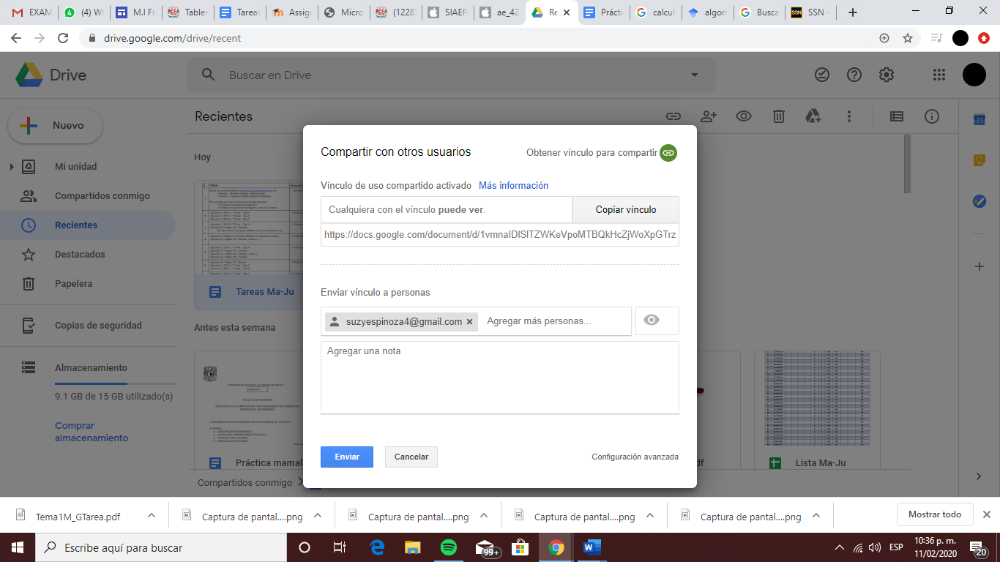 EXAM
(4) W
M.I Fr
Tabler
Tareas
Assign
Micro
(1228
SIAEF
ae_42
Re
Práctic
calcul
algori
Busca
SSN -
drive.google.com/drive/recent
Drive
Buscar en Drive
Nuevo
Recientes
Mi unidad
Compartidos conmigo
Recientes
Destacados
Papelera
Copias de seguridad
Almacenamiento
9.1 GB de 15 GB utilizado(s)
Comprar
almacenamiento
Hoy
Tareas Ma-Ju
Antes esta semana
Práctica mamal
df
Lista Ma-Ju
Compartidos conmigo
31
Compartir con otros usuarios
Obtener vínculo para compartir
Vínculo de uso compartido activado Más información
Cualquiera con el vínculo puede ver.
Copiar vínculo
https://docs.google.com/document/d/1vmnaIDISITZWKeVpoMTBQkHcZjWoXpGTrz
Enviar vínculo a personas
suzyespinoza4@gmail.com
Agregar más personas...
Agregar una nota
Enviar
Cancelar
Configuración avanzada
Tema1M_GTarea.pdf
Captura de pantal....png
Captura de pantal....png
Captura de pantal....png
Captura de pantal....png
Mostrar todo
Escribe aquí para buscar
99+
ESP
10:36 p. m.
11/02/2020
20